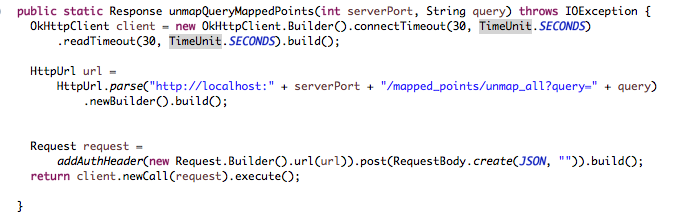 public static Response unmapQueryMappedPoints(int serverPort, String query) throws IOException {
OkHttpClient client = new OkHttpClient.Builder().connectTimeout(30, TimeUnit.SECONDS)
.readTimeout(30, TimeUnit.SECONDS).build();
HttpUrl url =
HttpUrl.parse("http://localhost:" + serverPort + "/mapped_points/unmap_all?query=" + query)
.newBuilder().build();
Request request =
addAuthHeader(new Request.Builder().url(url)).post(RequestBody.create(JSON, "")).build();
return client.newCall(request).execute();
}